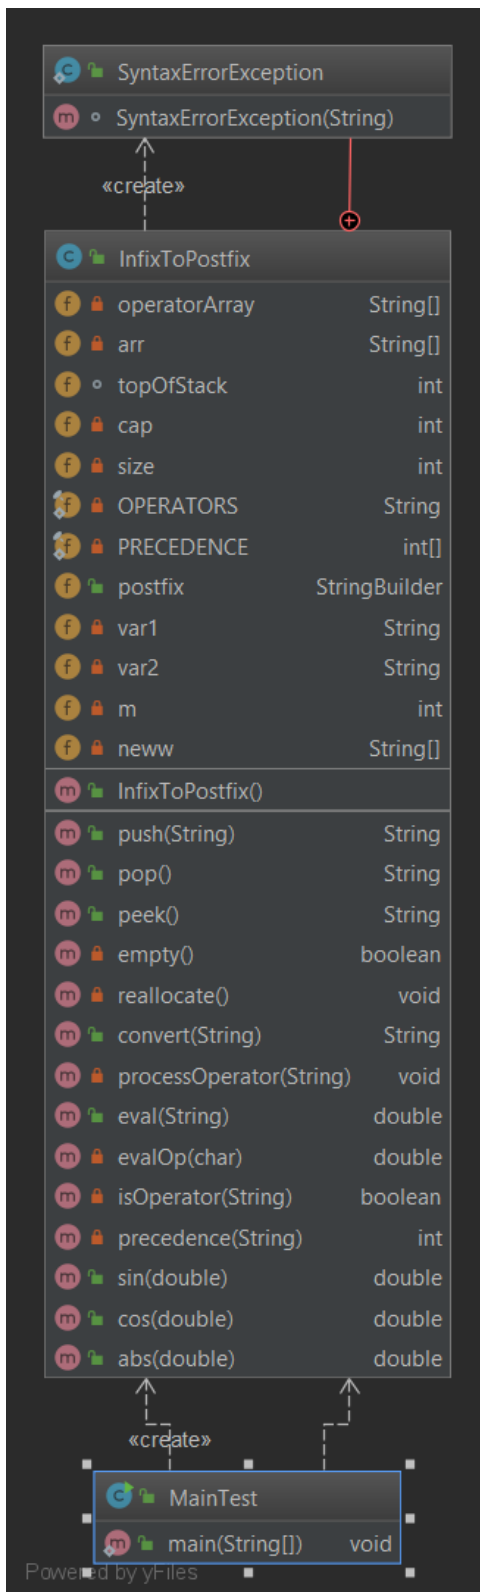 SyntaxErrorException
SyntaxErrorException(String)
«create»
InfixToPostfix
operatorArray String[]
arr String[]
topOfStack int
cap int
size int
OPERATORS String
PRECEDENCE int[]
postfix StringBuilder
var1 String
var2 String
m int
neww String[]
InfixToPostfix()
push(String) String
pop() String
peek() String
empty() boolean
reallocate() void
convert(String) String
processOperator(String) void
eval(String) double
evalOp(char) double
isOperator(String) boolean
precedence(String) int
sin(double) double
cos(double) double
abs(double) double
«create»
MainTest
main(String[]) void
Powered by yFiles